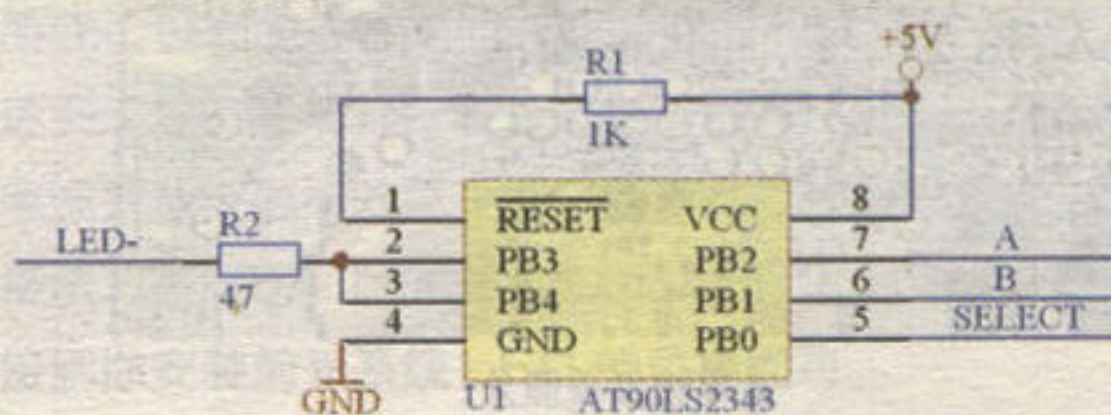 +5V
R1
1K
1 RESET VCC 8
LED- R2 2 PB3 PB2 7 A
47 3 PB4 PB1 6 B
4 GND PB0 5 SELECT
GND U1 AT90LS2343